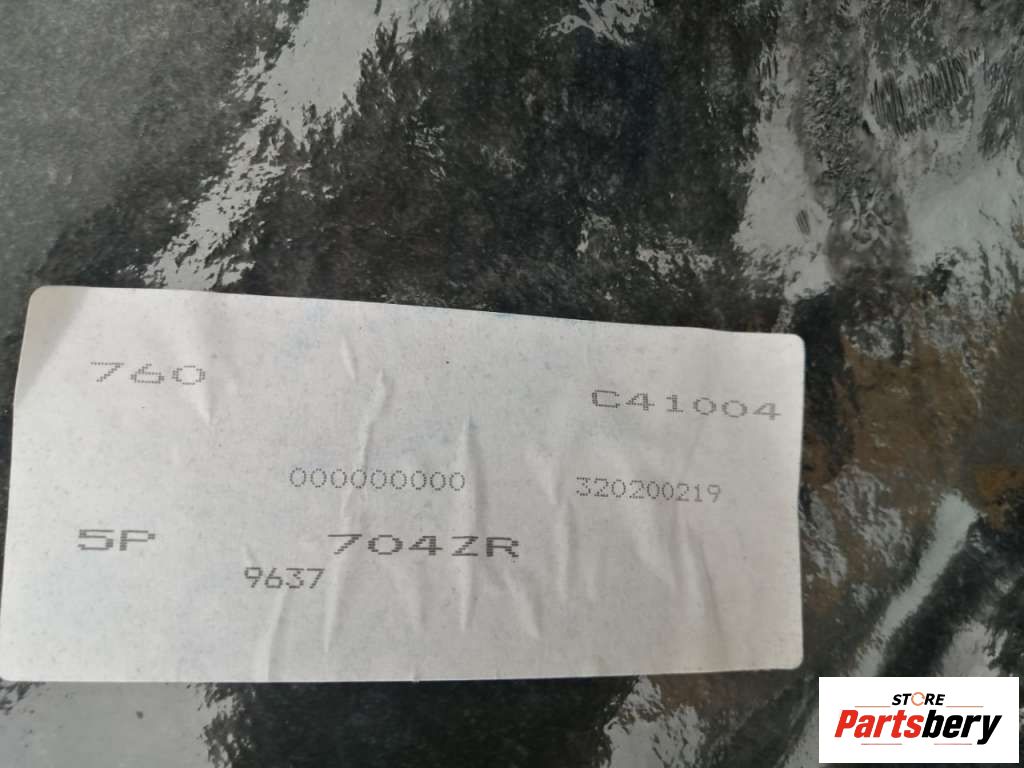 760
C41004
000000000 320200219
5P 704ZR
9637
STORE
Partsbery